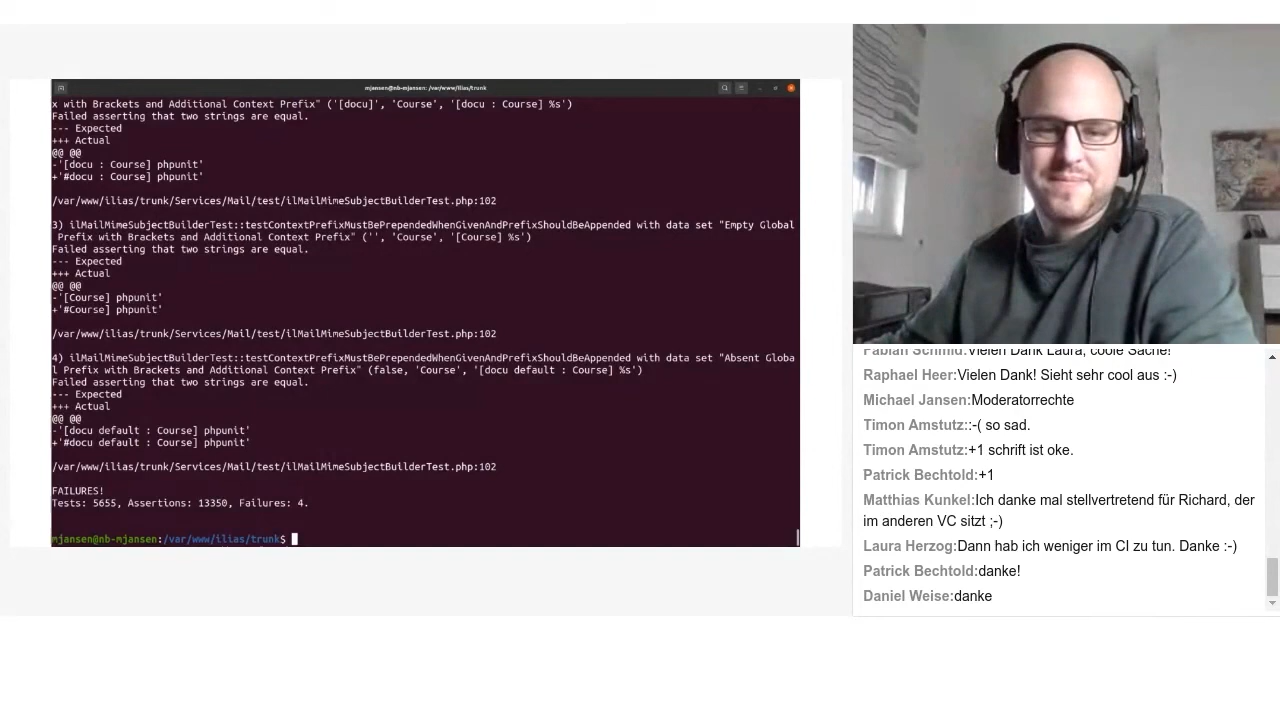 mjansen@nb-mjansen: /var/www/ilias/trunk
x with Brackets and Additional Context Prefix" ('[docu]', 'Course', '[docu : Course] %s')
Failed asserting that two strings are equal.
--- Expected
+++ Actual
@@ @@
-'[docu : Course] phpunit'
+'#docu : Course] phpunit'
/var/www/ilias/trunk/Services/Mail/test/ilMailMimeSubjectBuilderTest.php:102
3) ilMailMimeSubjectBuilderTest::testContextPrefixMustBePrependedWhenGivenAndPrefixShouldBeAppended with data set "Empty Global
Prefix with Brackets and Additional Context Prefix" ('', 'Course', '[Course] %s')
Failed asserting that two strings are equal.
--- Expected
+++ Actual
@@ @@
-'[Course] phpunit'
+'#Course] phpunit'
/var/www/ilias/trunk/Services/Mail/test/ilMailMimeSubjectBuilderTest.php:102
4) ilMailMimeSubjectBuilderTest::testContextPrefixMustBePrependedWhenGivenAndPrefixShouldBeAppended with data set "Absent Globa
l Prefix with Brackets and Additional Context Prefix" (false, 'Course', '[docu default : Course] %s')
Failed asserting that two strings are equal.
--- Expected
+++ Actual
@@ @@
-'[docu default : Course] phpunit'
+'#docu default : Course] phpunit'
/var/www/ilias/trunk/Services/Mail/test/ilMailMimeSubjectBuilderTest.php:102
FAILURES!
Tests: 5655, Assertions: 13350, Failures: 4.
mjansen@nb-mjansen:/var/www/ilias/trunk$
Fabian Schmid:Vielen Dank Laura, coole Sache!
Raphael Heer:Vielen Dank! Sieht sehr cool aus :-)
Michael Jansen:Moderatorrechte
Timon Amstutz::-( so sad.
Timon Amstutz:+1 schrift ist oke.
Patrick Bechtold:+1
Matthias Kunkel:Ich danke mal stellvertretend für Richard, der
im anderen VC sitzt ;-)
Laura Herzog:Dann hab ich weniger im CI zu tun. Danke :-)
Patrick Bechtold:danke!
Daniel Weise:danke